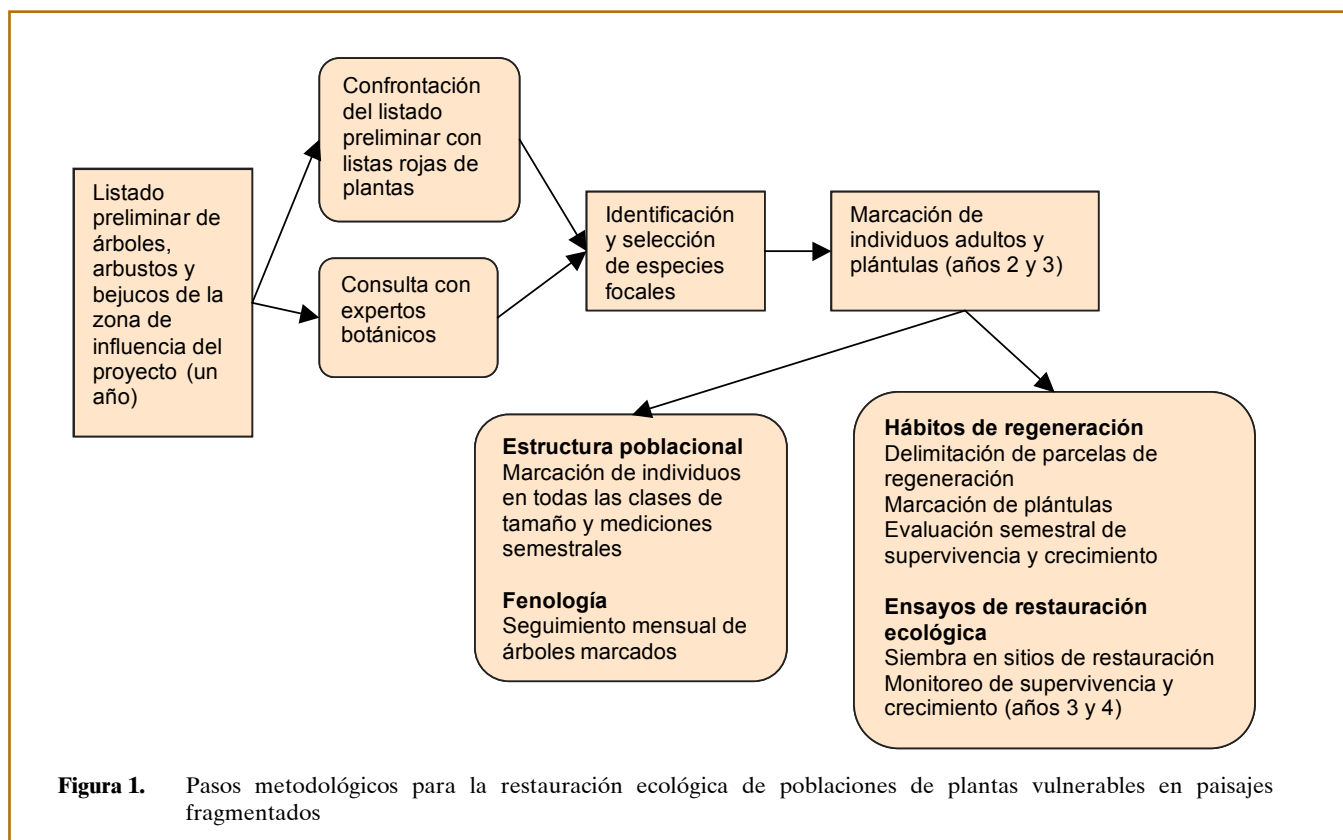 Listado
preliminar de
árboles,
arbustos y
bejucos de la
zona de
influencia del
proyecto (un
año)
Confrontación
del listado
preliminar con
listas rojas de
plantas
Consulta con
expertos
botánicos
Identificación
y selección
de especies
focales
Marcación de
individuos adultos y
plántulas (años 2 y 3)
Estructura poblacional
Marcación de individuos
en todas las clases de
tamaño y mediciones
semestrales
Fenología
Seguimiento mensual de
árboles marcados
Hábitos de regeneración
Delimitación de parcelas de
regeneración
Marcación de plántulas
Evaluación semestral de
supervivencia y crecimiento
Ensayos de restauración
ecológica
Siembra en sitios de restauración
Monitoreo de supervivencia y
crecimiento (años 3 y 4)
Figura 1. Pasos metodológicos para la restauración ecológica de poblaciones de plantas vulnerables en paisajes
fragmentados